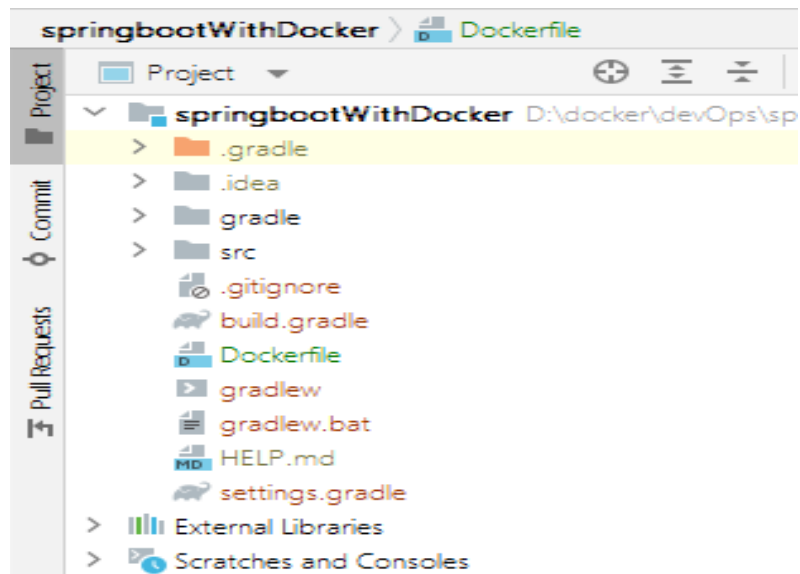 springbootWithDocker Dockerfile
Project
springbootWithDocker D:\docker\devOps\sp
.gradle
.idea
gradle
src
.gitignore
build.gradle
D Dockerfile
gradlew
gradlew.bat
MD HELP.md
settings.gradle
External Libraries
Scratches and Consoles
Project
Commit
Pull Requests